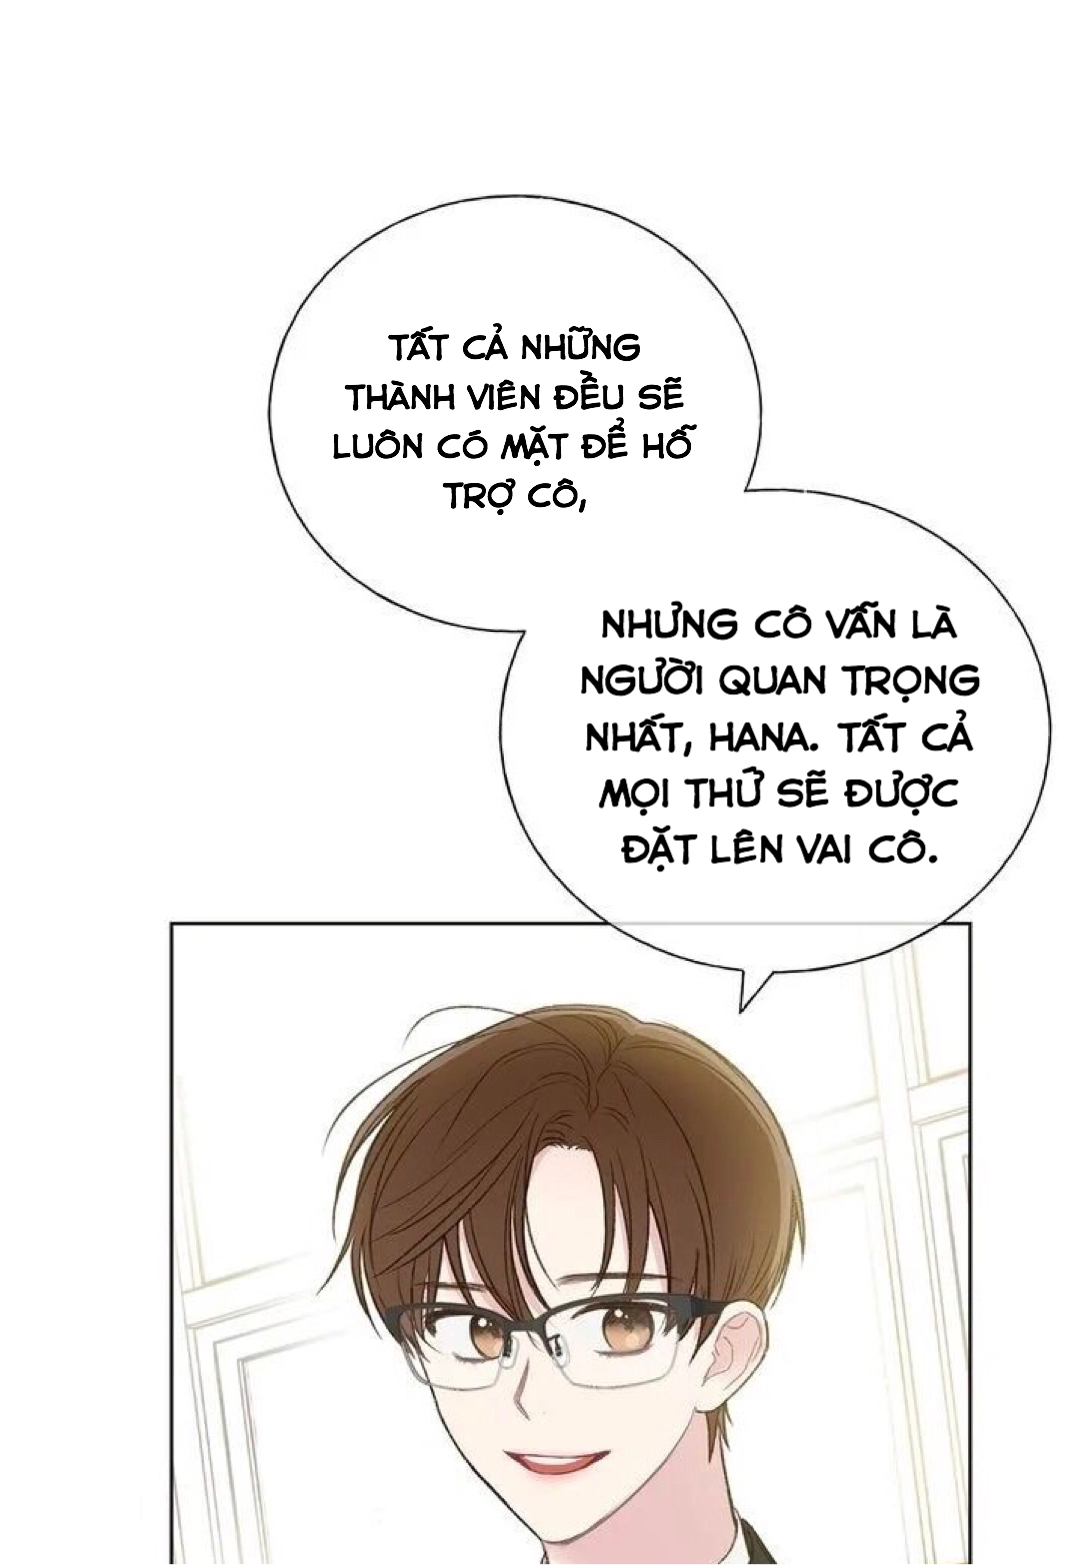 TẤT CẢ NHỮNG
THÀNH VIÊN ĐỀU SẼ
LUÔN CÓ MẶT ĐỂ HỖ
TRỢ CÔ,
NHƯNG CÔ VẪN LÀ
NGƯỜI QUAN TRỌNG
NHẤT, HANA. TẤT CẢ
MỌI THỨ SẼ ĐƯỢC
ĐẶT LÊN VAI CÔ.